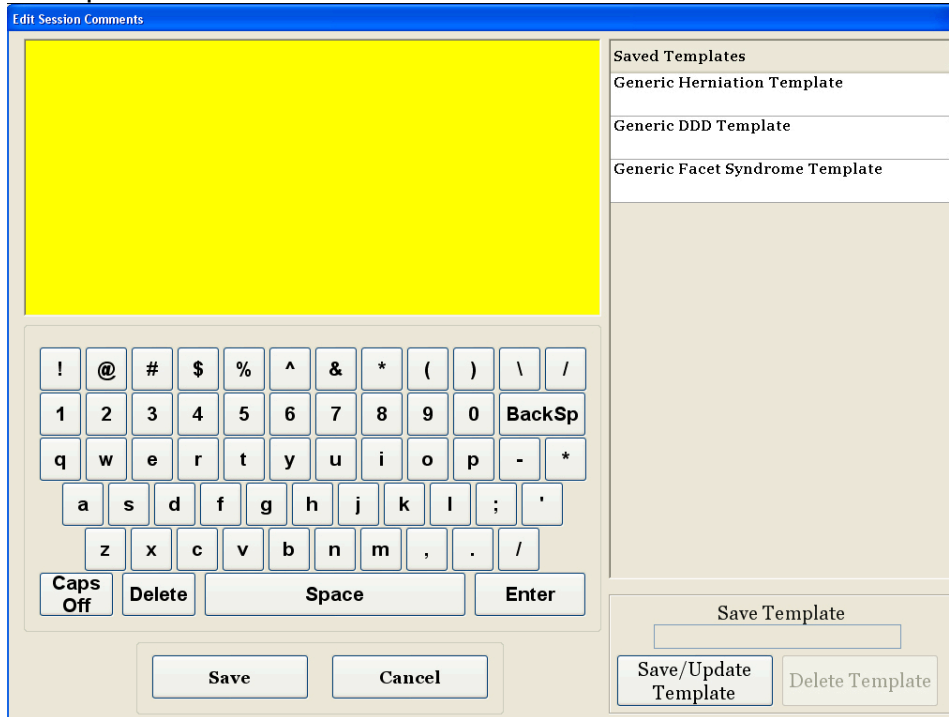 Edit Session Comments
Saved Templates
Generic Herniation Template
Generic DDD Template
Generic Facet Syndrome Template
! @ # $ % ^ & * ( ) \ /
1 2 3 4 5 6 7 8 9 0 BackSp
q w e r t y u i o p - *
a s d f g h j k l ; '
z x c v b n m , . /
Caps
Off
Delete Space Enter
Save Cancel
Save Template
Save/Update
Template
Delete Template